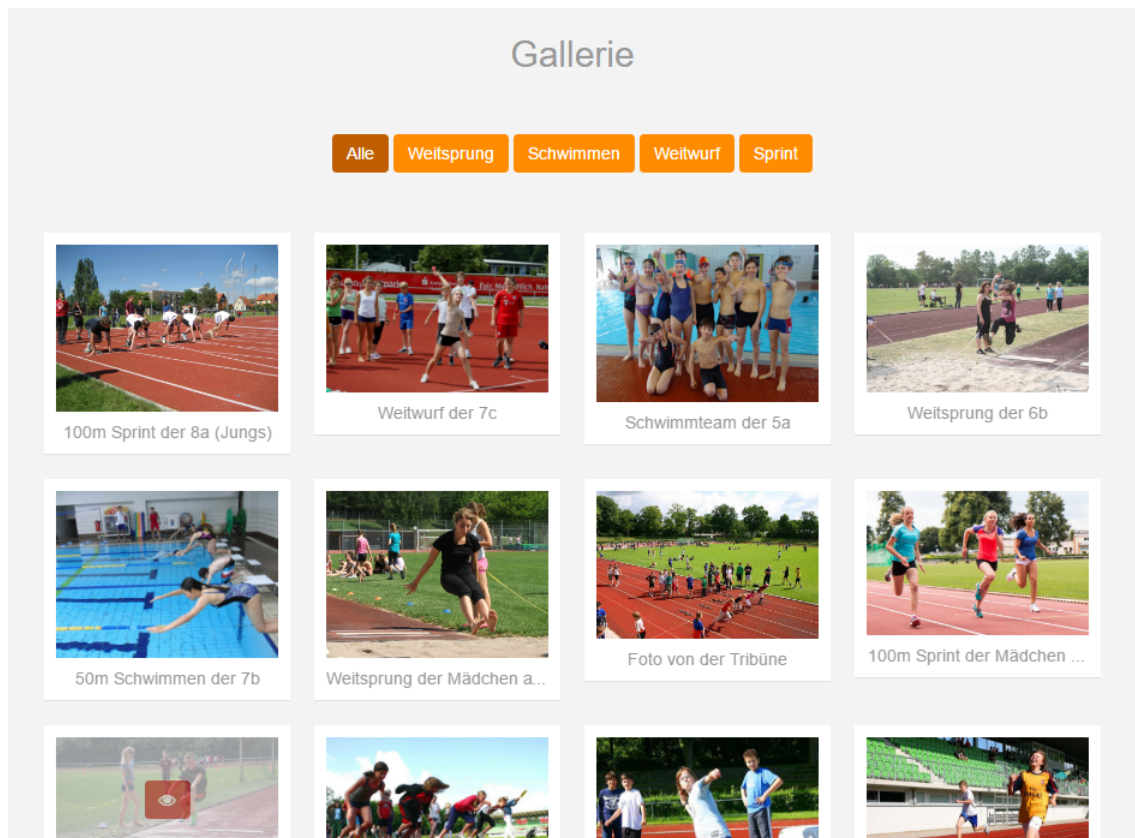 Gallerie
Alle Weitsprung Schwimmen Weitwurf Sprint
100m Sprint der 8a (Jungs)
Weitwurf der 7c
Schwimmteam der 5a
Weitsprung der 6b
50m Schwimmen der 7b
Weitsprung der Mädchen a...
Foto von der Tribüne
100m Sprint der Mädchen ...